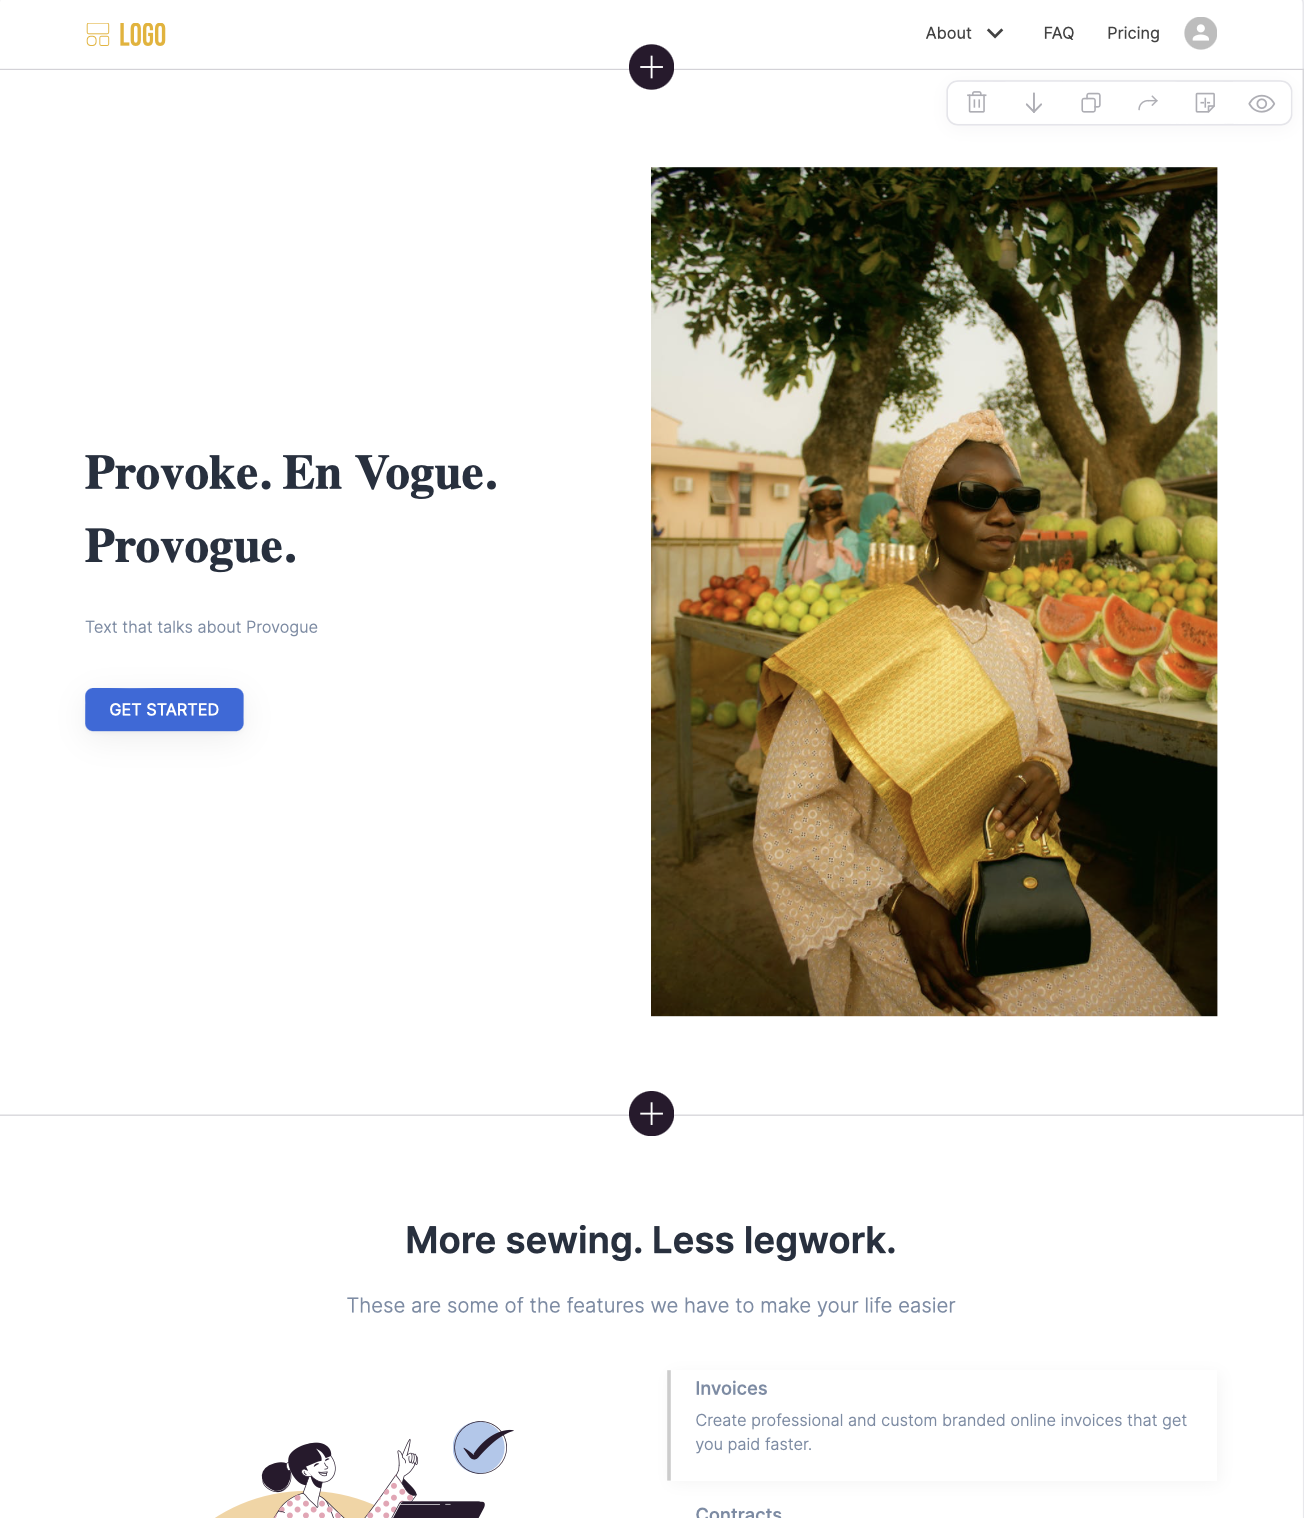 LOGO
About
FAQ
Pricing
Provoke. En Vogue.
Provogue.
Text that talks about Provogue
GET STARTED
More sewing. Less legwork.
These are some of the features we have to make your life easier
Invoices
Create professional and custom branded online invoices that get
you paid faster.
Contracts